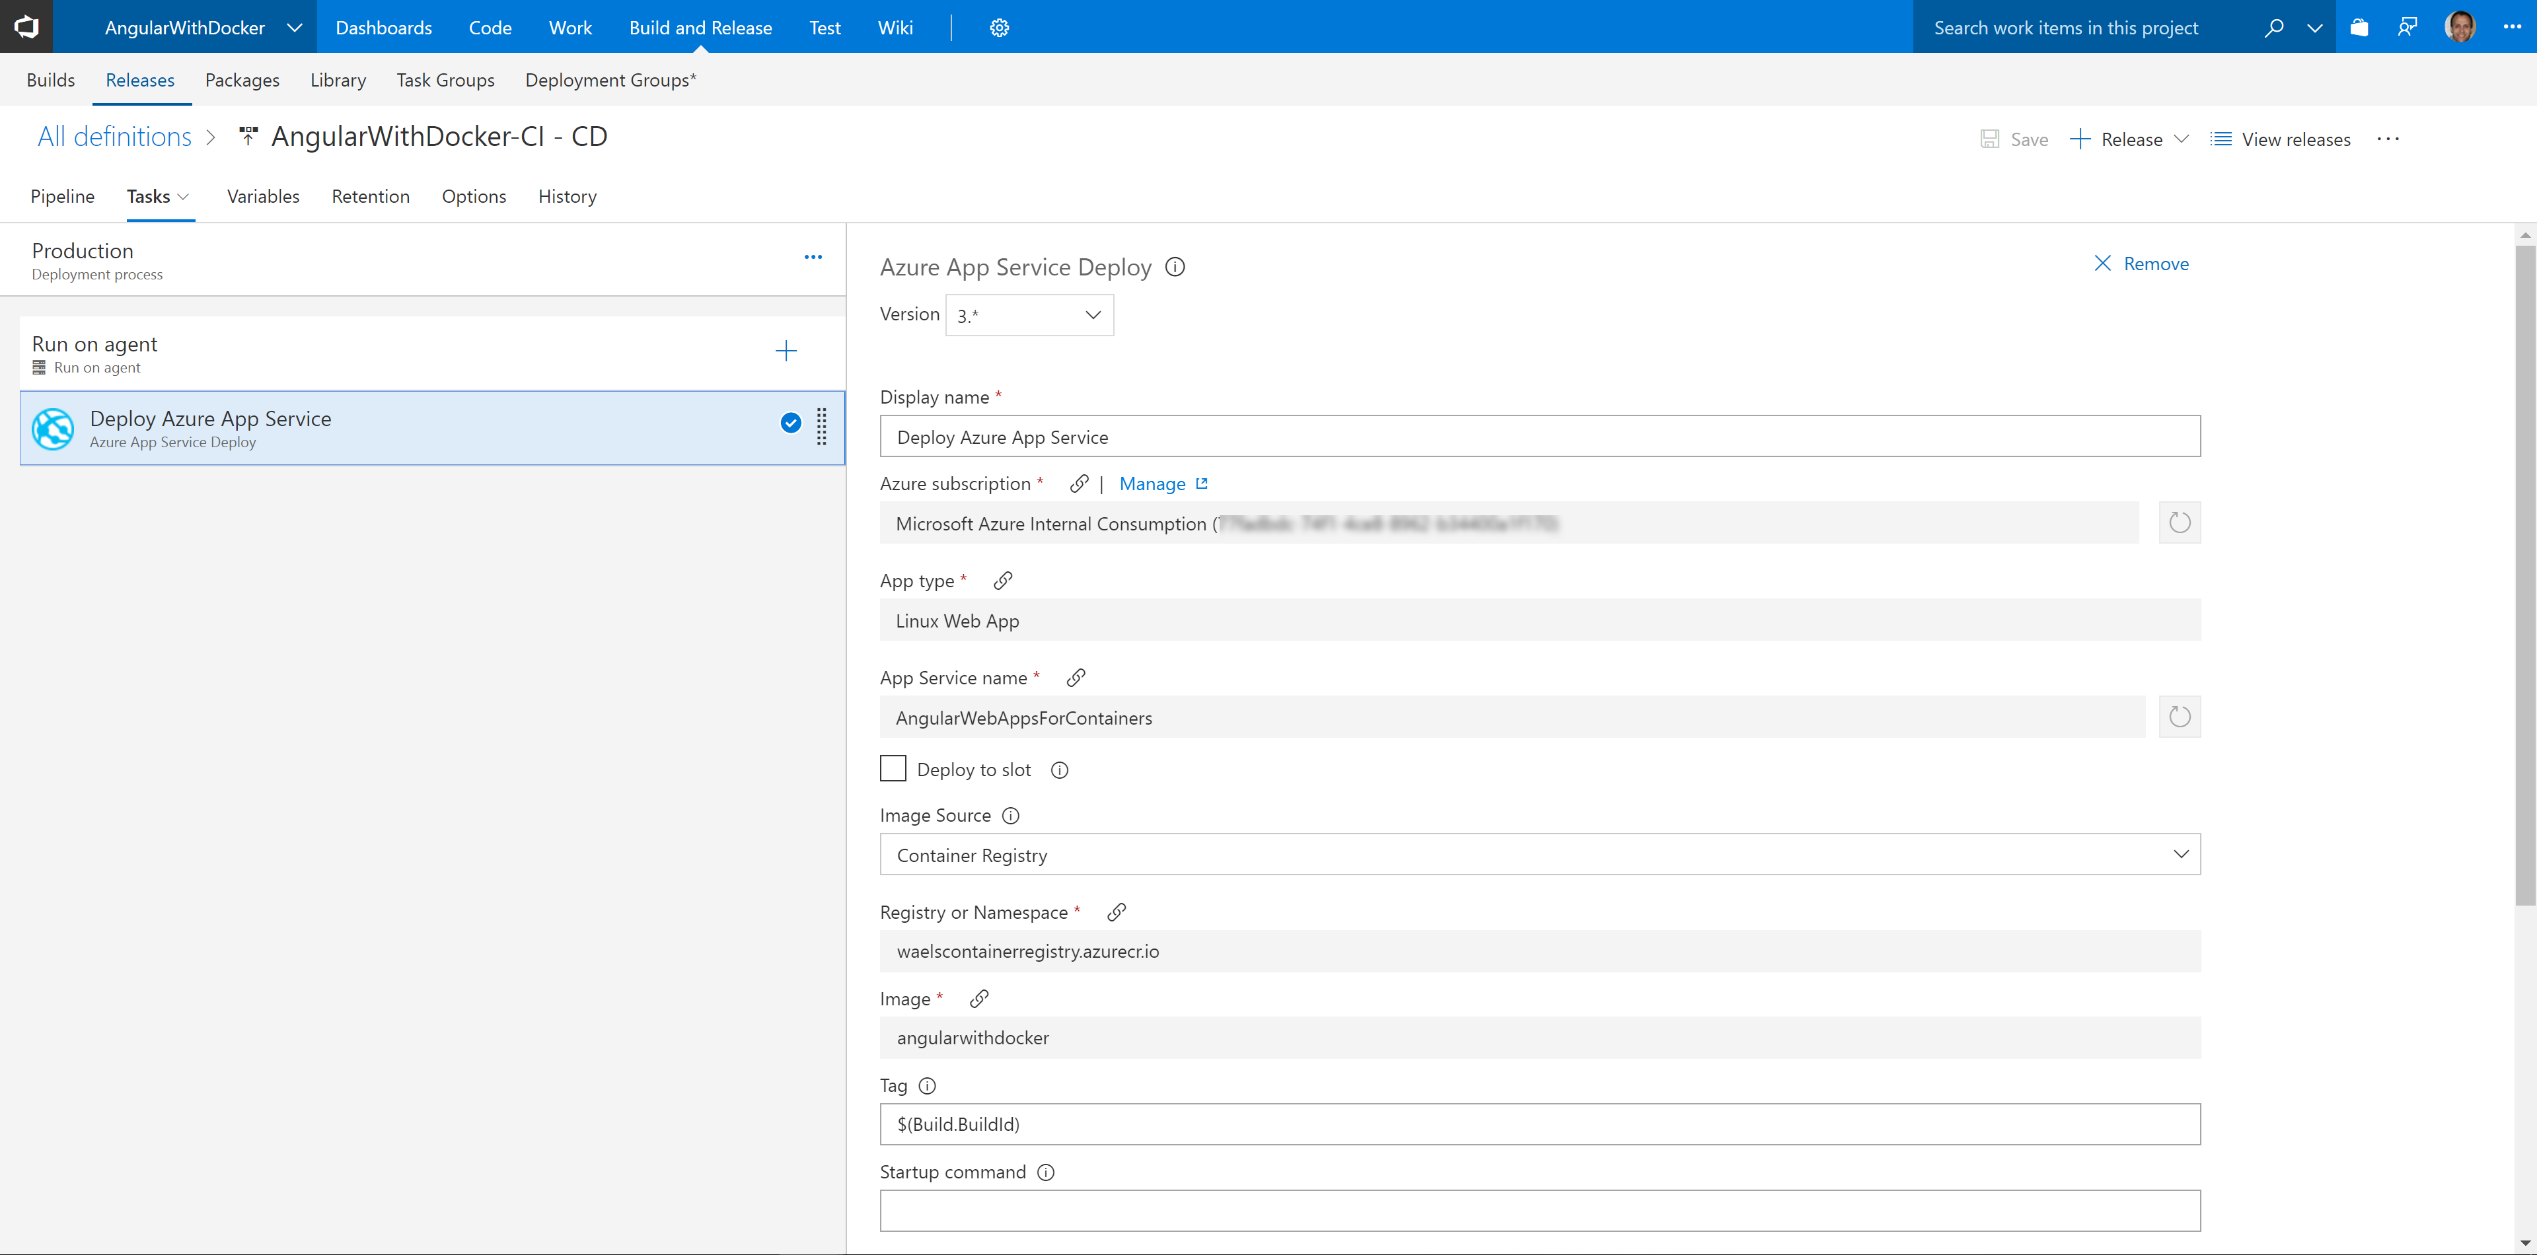 AngularWithDocker Dashboards Code Work Build and Release Test Wiki Search work items in this project
Builds Releases Packages Library Task Groups Deployment Groups*
All definitions > AngularWithDocker-CI - CD Save Release View releases ...
Pipeline Tasks Variables Retention Options History
Production
Deployment process
Run on agent
Run on agent
Deploy Azure App Service
Azure App Service Deploy
Azure App Service Deploy Remove
Version 3.*
Display name *
Deploy Azure App Service
Azure subscription * | Manage
Microsoft Azure Internal Consumption (
App type *
Linux Web App
App Service name *
AngularWebAppsForContainers
Deploy to slot
Image Source
Container Registry
Registry or Namespace *
waelscontainerregistry.azurecr.io
Image *
angularwithdocker
Tag
$(Build.BuildId)
Startup command